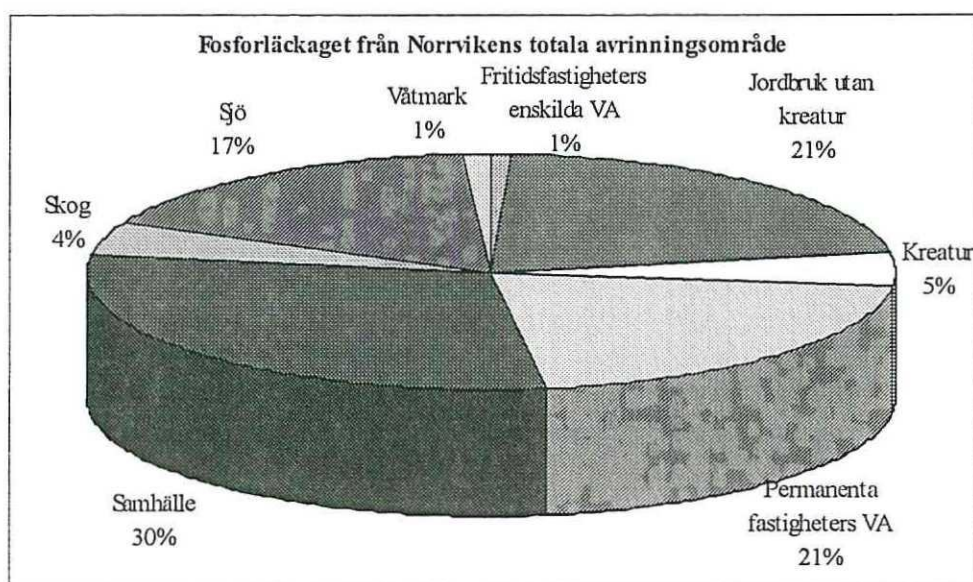 Fosforläckaget från Norrvikens totala avrinningsområde
Fritidsfastigheters
enskilda VA
1%
Jordbruk utan
kreatur
21%
Kreatur
5%
Permanenta
fastigheters VA
21%
Samhälle
30%
Skog
4%
Sjö
17%
Våtmark
1%